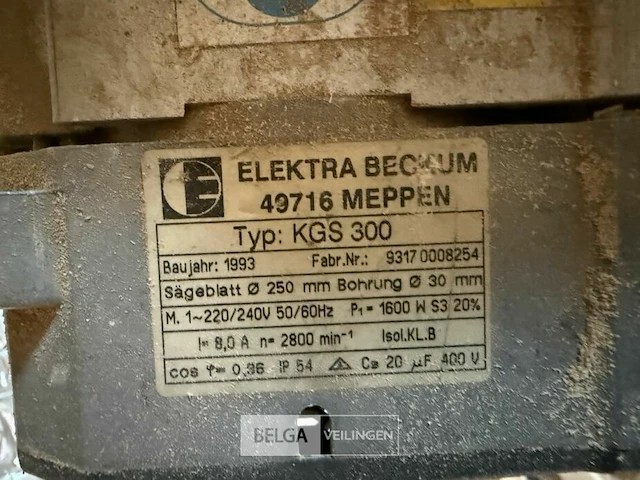 ELEKTRA BECKUM
49716 MEPPEN
Typ: KGS 300
Baujahr: 1993 Fabr.Nr.: 9317 0008254
Sägeblatt Ø 250 mm Bohrung Ø 30 mm
M. 1~220/240V 50/60Hz P₁= 1600 W S3 20%
I= 8,0 A n= 2800 min⁻¹ Isol.KL.B
cos φ= 0,96 IP 54 C= 20 µF 400 V
BELGA VEILINGEN